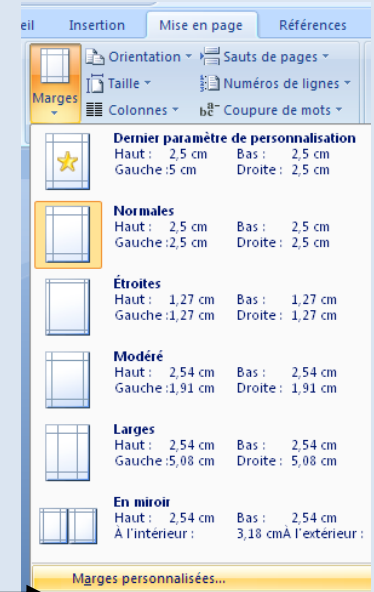 eil Insertion Mise en page Références
Orientation Sauts de pages
Taille Numéros de lignes
Marges
Colonnes Coupure de mots
Dernier paramètre de personnalisation
Haut : 2,5 cm Bas : 2,5 cm
Gauche :5 cm Droite : 2,5 cm
Normales
Haut : 2,5 cm Bas : 2,5 cm
Gauche :2,5 cm Droite : 2,5 cm
Étroites
Haut : 1,27 cm Bas : 1,27 cm
Gauche :1,27 cm Droite : 1,27 cm
Modéré
Haut : 2,54 cm Bas : 2,54 cm
Gauche :1,91 cm Droite : 1,91 cm
Larges
Haut : 2,54 cm Bas : 2,54 cm
Gauche :5,08 cm Droite : 5,08 cm
En miroir
Haut : 2,54 cm Bas : 2,54 cm
À l'intérieur : 3,18 cmÀ l'extérieur :
Marges personnalisées...